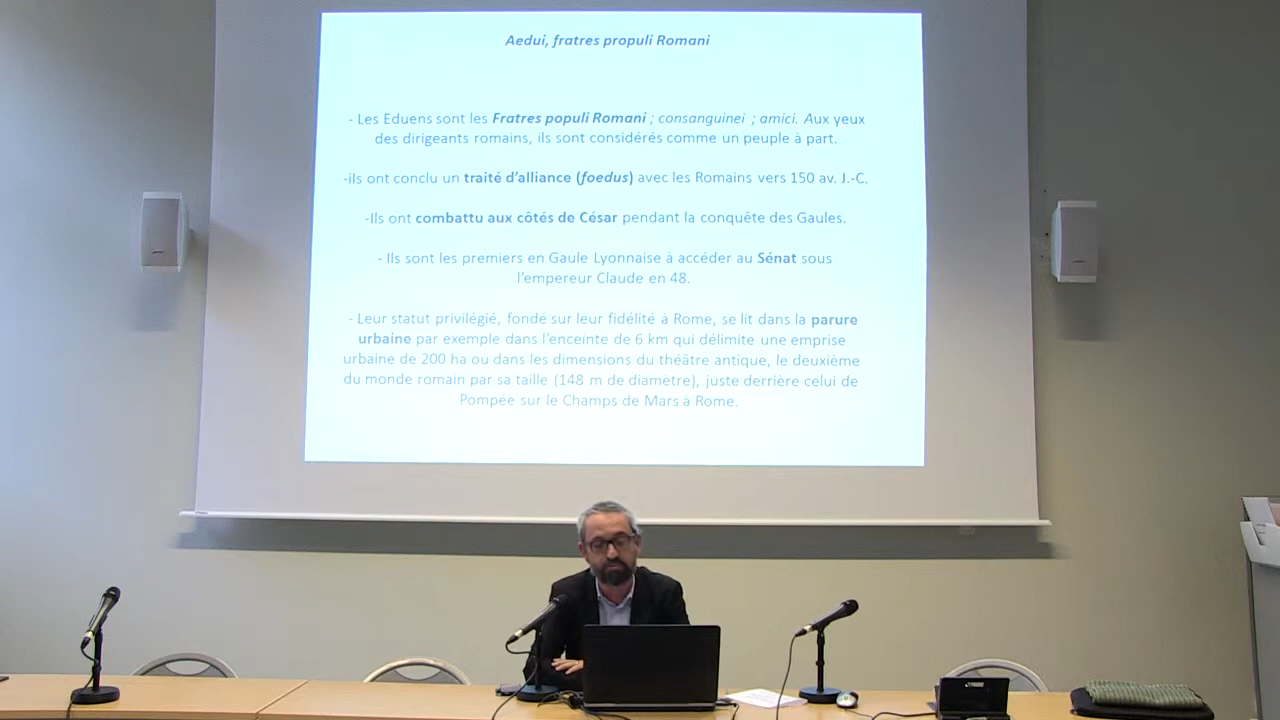 Aedui, fratres propuli Romani
- Les Eduens sont les Fratres populi Romani ; consanguinei ; amici. Aux yeux
des dirigeants romains, ils sont considérés comme un peuple à part.
-ils ont conclu un traité d’alliance (foedus) avec les Romains vers 150 av. J.-C.
-Ils ont combattu aux côtés de César pendant la conquête des Gaules.
- Ils sont les premiers en Gaule Lyonnaise à accéder au Sénat sous
l’empereur Claude en 48.
- Leur statut privilégié, fondé sur leur fidélité à Rome, se lit dans la parure
urbaine par exemple dans l’enceinte de 6 km qui délimite une emprise
urbaine de 200 ha ou dans les dimensions du théâtre antique, le deuxième
du monde romain par sa taille (148 m de diamètre), juste derrière celui de
Pompée sur le Champs de Mars à Rome.